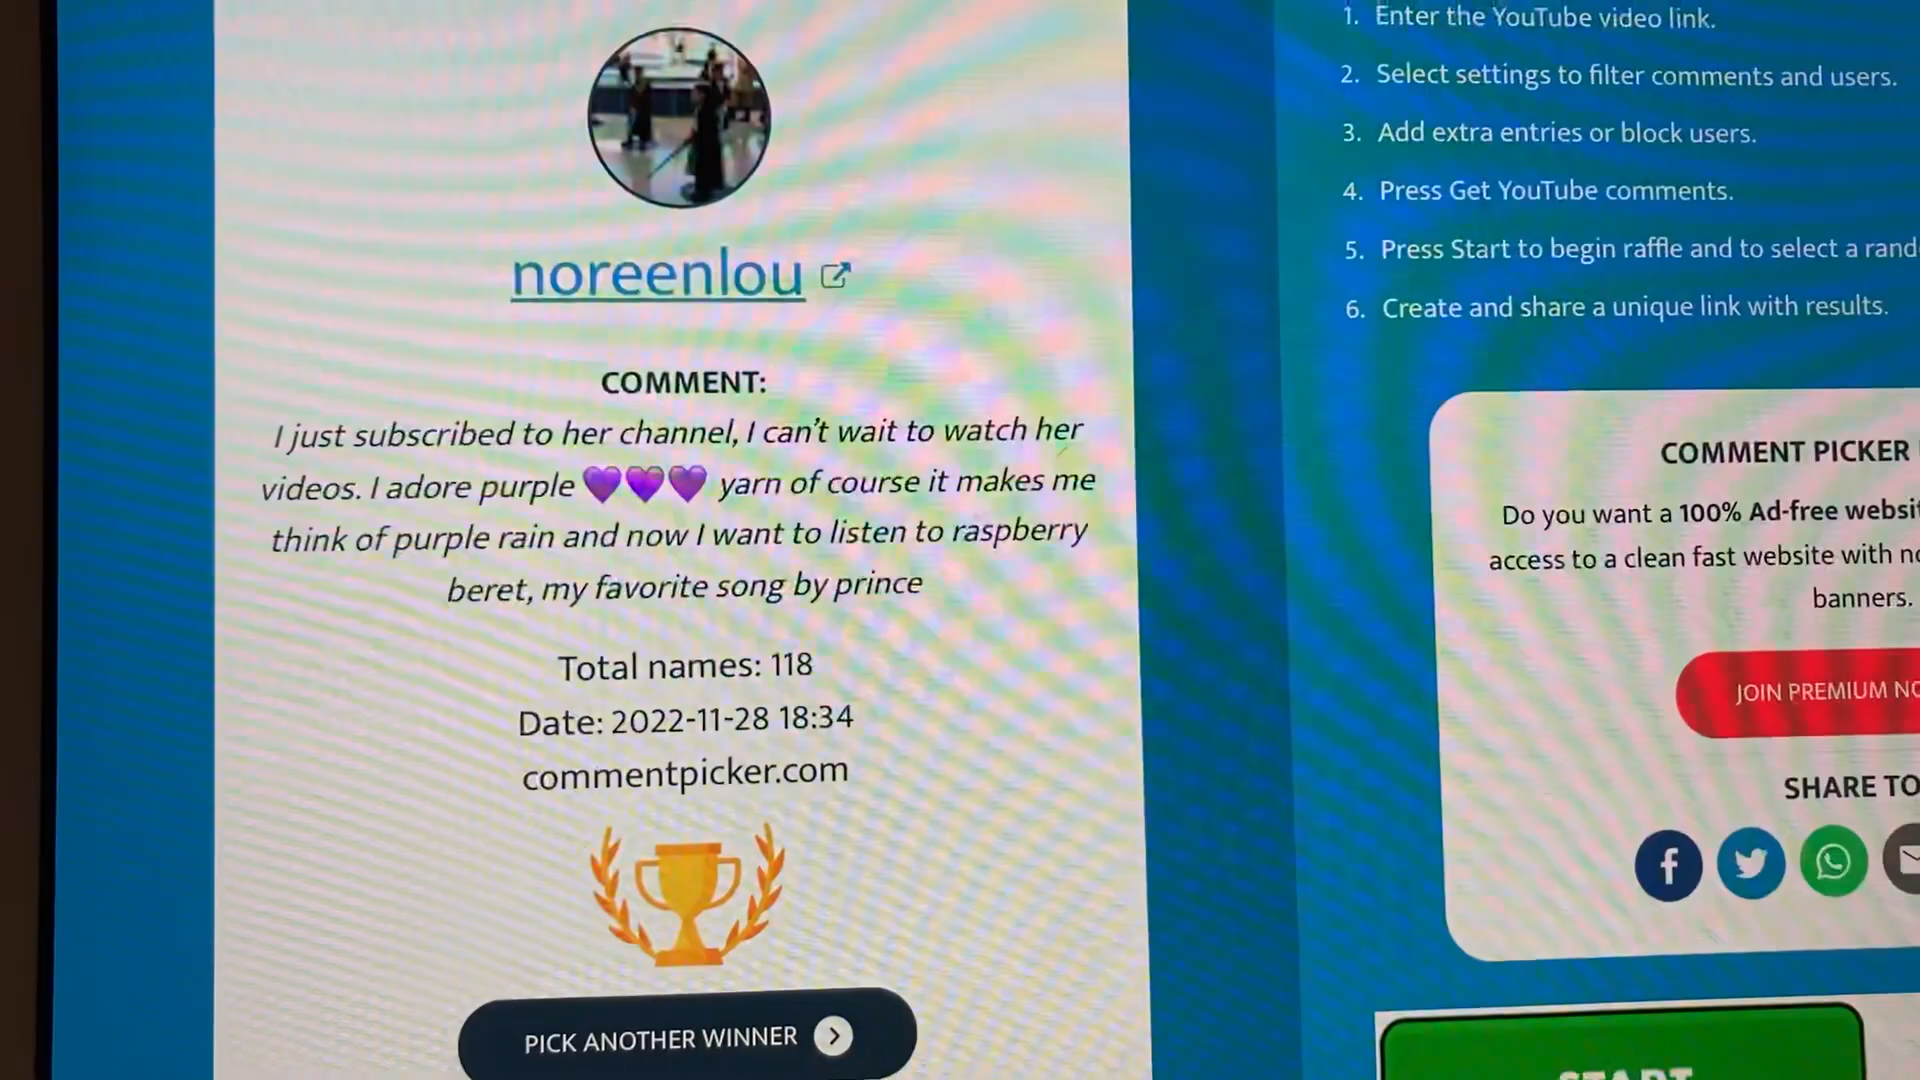 noreenlou
COMMENT:
I just subscribed to her channel, I can't wait to watch her
videos. I adore purple 💜💜💜 yarn of course it makes me
think of purple rain and now I want to listen to raspberry
beret, my favorite song by prince
Total names: 118
Date: 2022-11-28 18:34
commentpicker.com
PICK ANOTHER WINNER
1. Enter the YouTube video link.
2. Select settings to filter comments and users.
3. Add extra entries or block users.
4. Press Get YouTube comments.
5. Press Start to begin raffle and to select a rand
6. Create and share a unique link with results.
COMMENT PICKER
Do you want a 100% Ad-free websit
access to a clean fast website with no
banners.
JOIN PREMIUM NO
SHARE TO
START